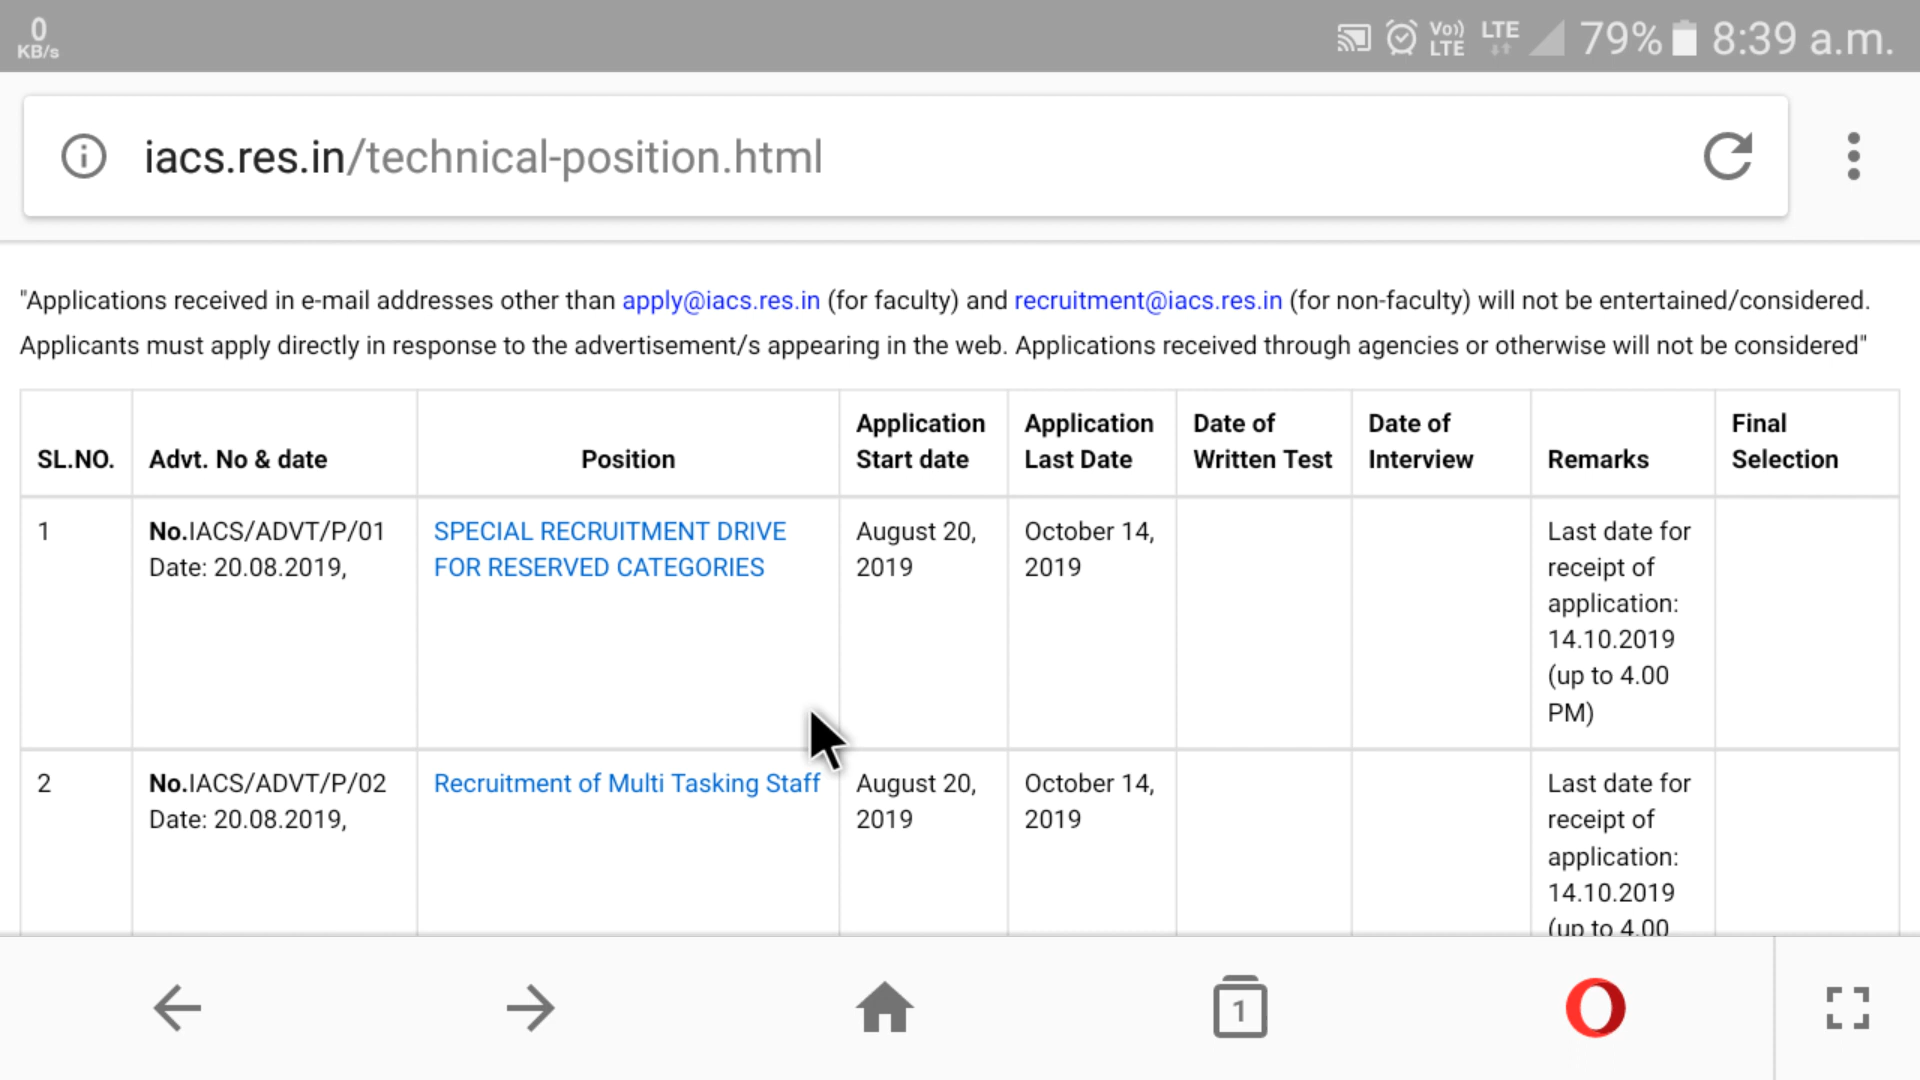 0
KB/s
Vo))
LTE
LTE
79%
8:39 a.m.
iacs.res.in/technical-position.html
"Applications received in e-mail addresses other than apply@iacs.res.in (for faculty) and recruitment@iacs.res.in (for non-faculty) will not be entertained/considered.
Applicants must apply directly in response to the advertisement/s appearing in the web. Applications received through agencies or otherwise will not be considered"
SL.NO.
Advt. No & date
Position
Application
Start date
Application
Last Date
Date of
Written Test
Date of
Interview
Remarks
Final
Selection
1
No.IACS/ADVT/P/01
Date: 20.08.2019,
SPECIAL RECRUITMENT DRIVE
FOR RESERVED CATEGORIES
August 20,
2019
October 14,
2019
Last date for
receipt of
application:
14.10.2019
(up to 4.00
PM)
2
No.IACS/ADVT/P/02
Date: 20.08.2019,
Recruitment of Multi Tasking Staff
August 20,
2019
October 14,
2019
Last date for
receipt of
application:
14.10.2019
(up to 4.00
1